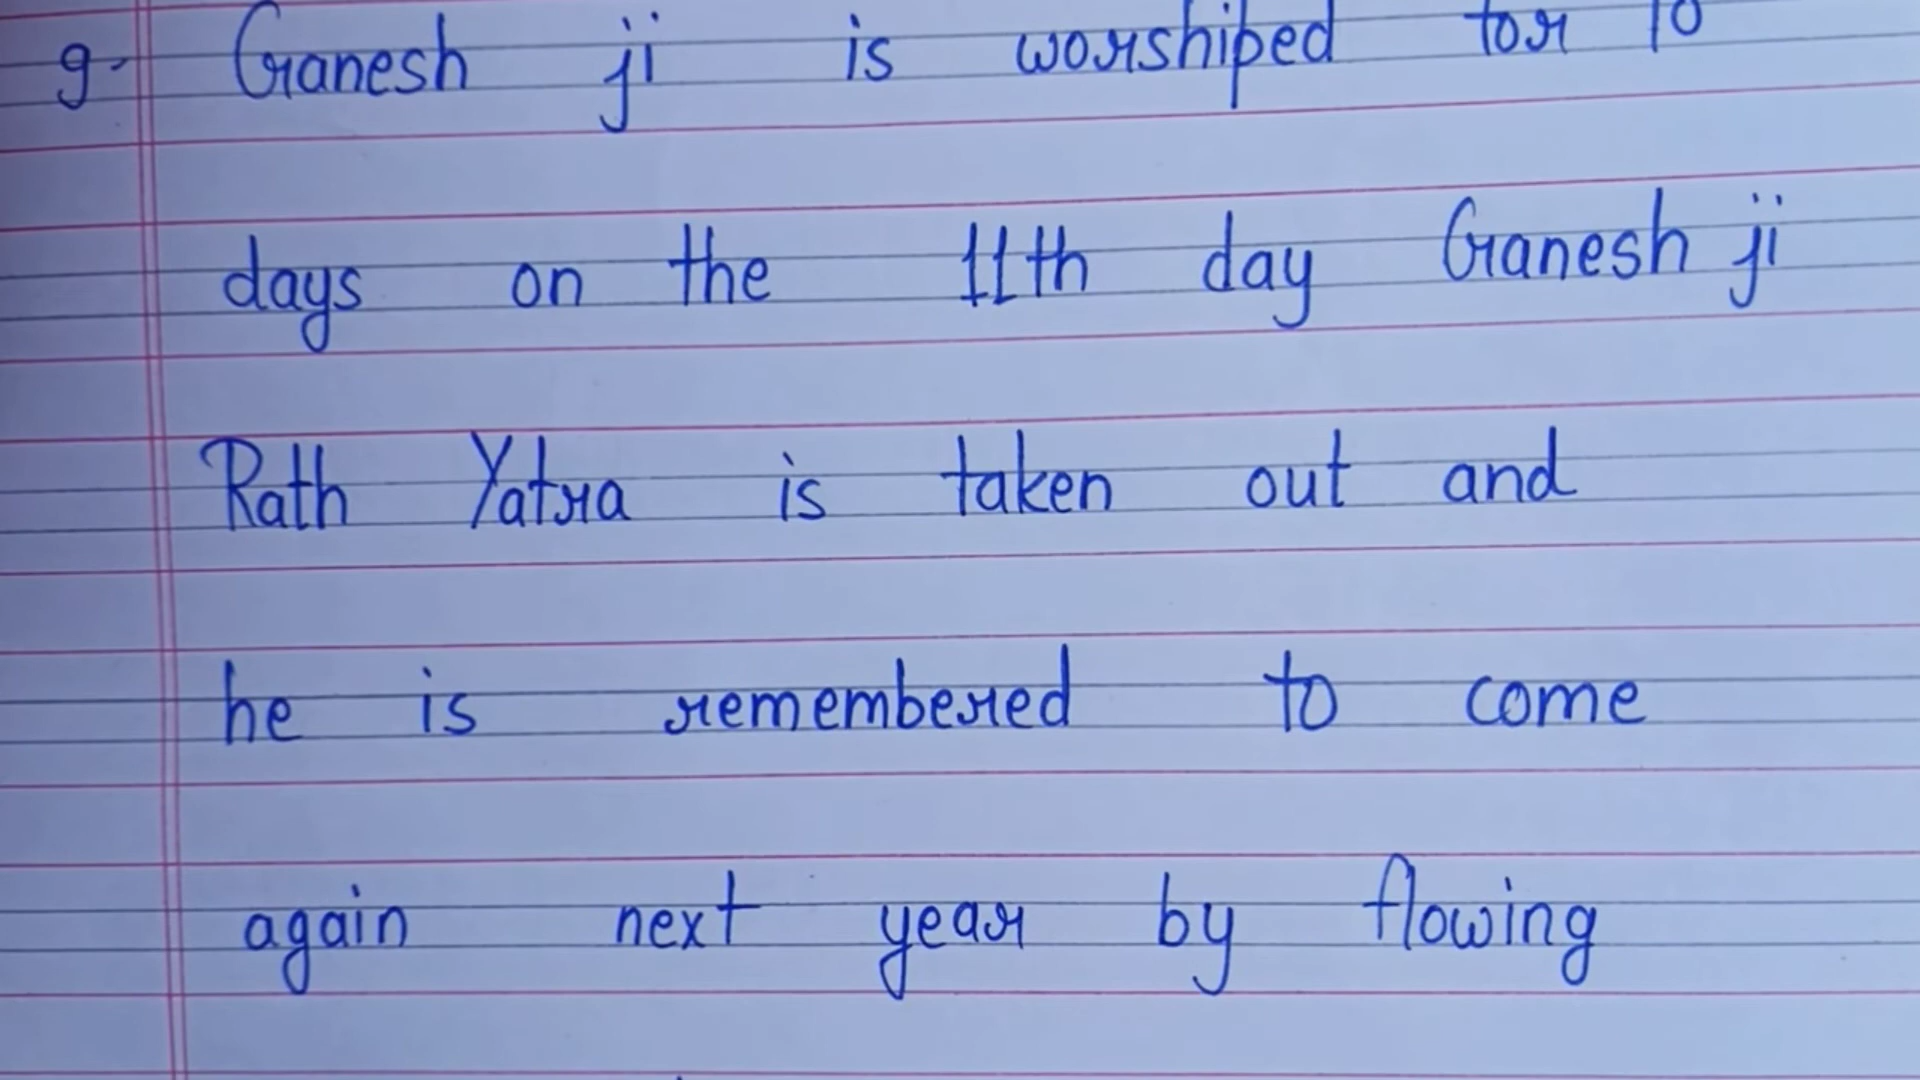 9- Ganesh ji is worshiped for 10
days on the 11th day Ganesh ji
Rath Yatra is taken out and
he is remembered to come
again next year by flowing